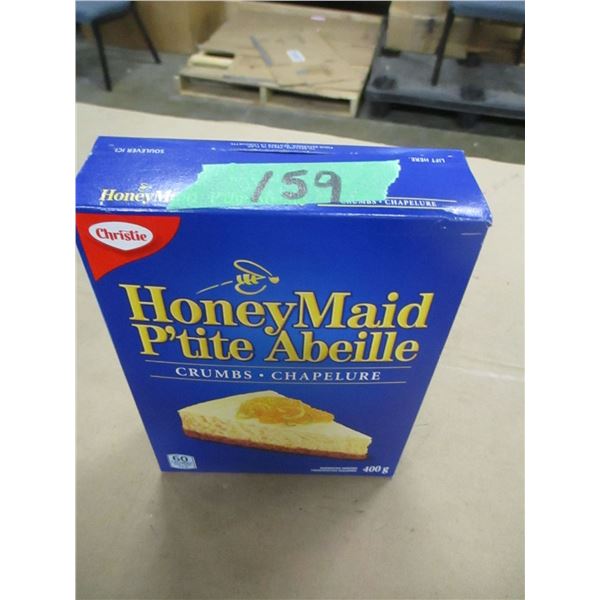 SOULEVER ICI
LIFT HERE.
HoneyMaid
159
CRUMBS · CHAPELURE
Christie
HoneyMaid
P'tite Abeille
CRUMBS · CHAPELURE
60
400 g